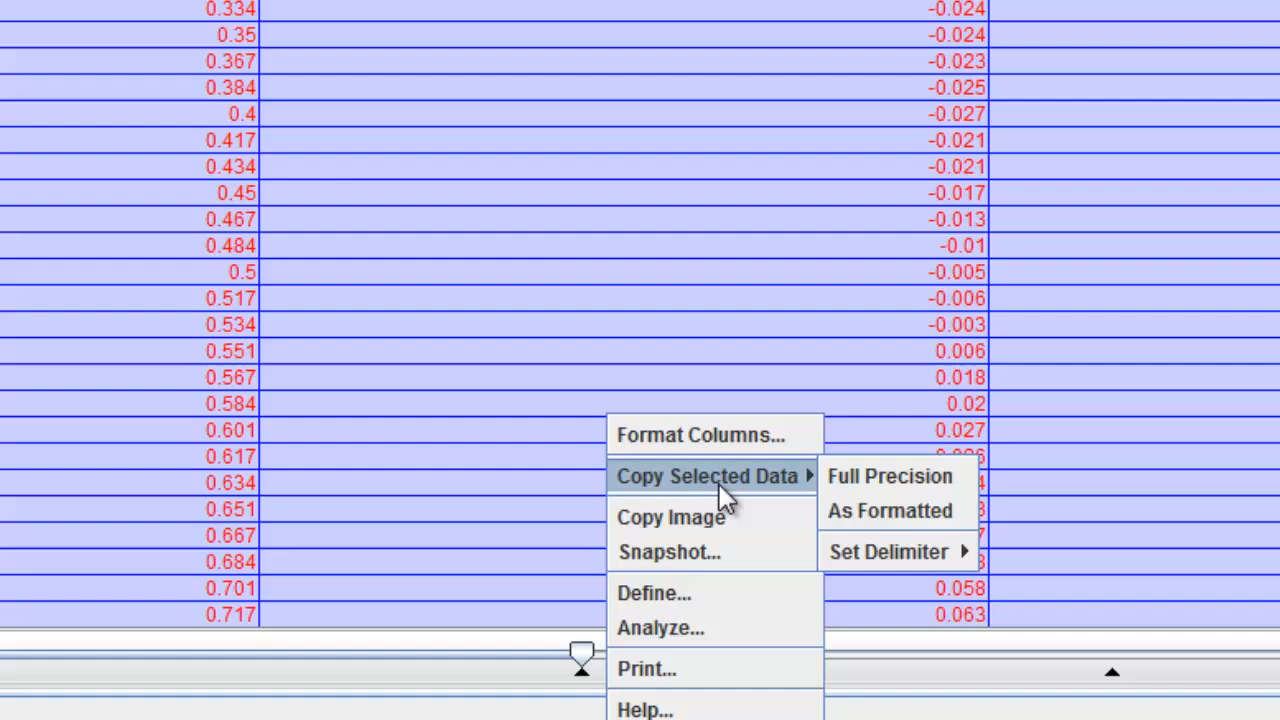 0.334 -0.024
0.35 -0.024
0.367 -0.023
0.384 -0.025
0.4 -0.027
0.417 -0.021
0.434 -0.021
0.45 -0.017
0.467 -0.013
0.484 -0.01
0.5 -0.005
0.517 -0.006
0.534 -0.003
0.551 0.006
0.567 0.018
0.584 0.02
0.601 0.027
0.617
0.634
0.651
0.667
0.684
0.701 0.058
0.717 0.063
Format Columns...
Copy Selected Data
Copy Image
Snapshot...
Define...
Analyze...
Print...
Help...
Full Precision
As Formatted
Set Delimiter